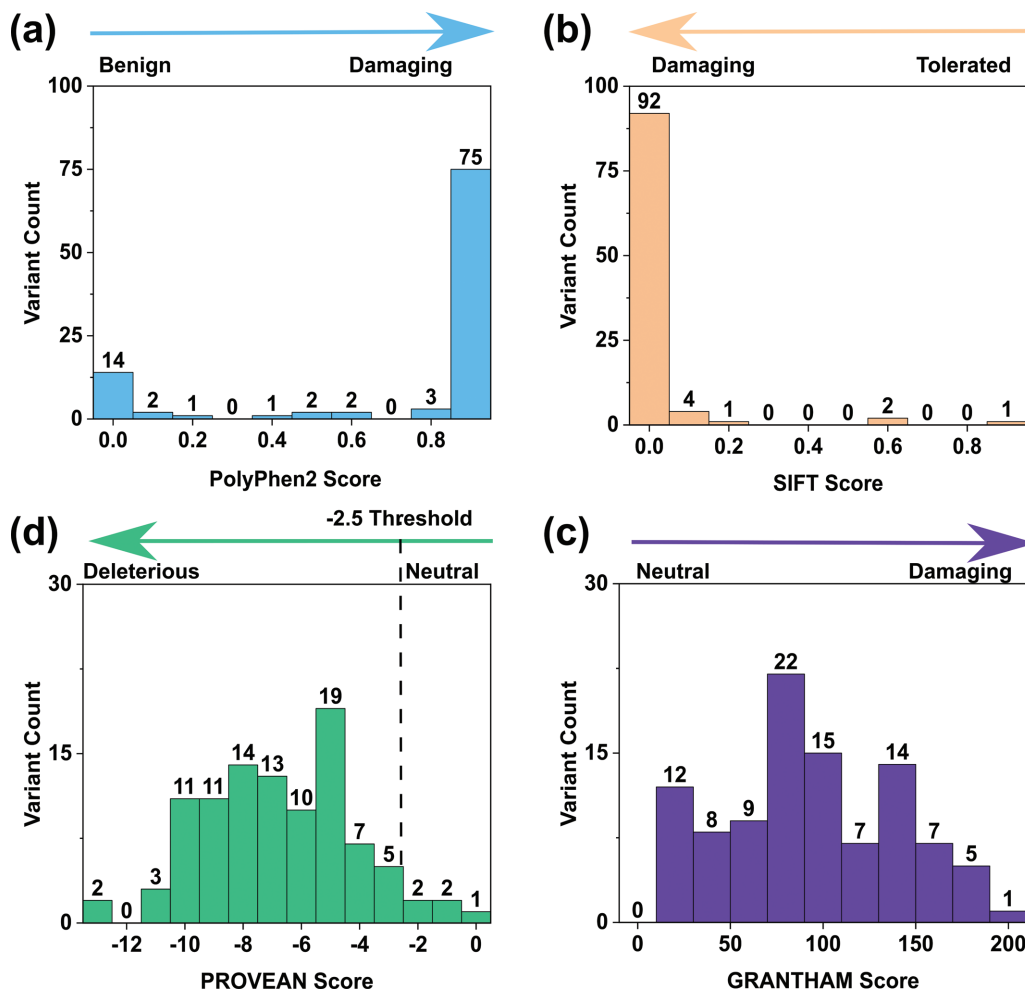 (a)
Benign Damaging
100
75
50
25
0
Variant Count
14 2 1 0 1 2 2 0 3 75
0.0 0.2 0.4 0.6 0.8
PolyPhen2 Score
(b)
Damaging Tolerated
100
75
50
25
0
Variant Count
92 4 1 0 0 0 2 0 0 1
0.0 0.2 0.4 0.6 0.8
SIFT Score
(d)
-2.5 Threshold
Deleterious Neutral
30
15
0
Variant Count
2 0 3 11 11 14 13 10 19 7 5 2 2 1
-12 -10 -8 -6 -4 -2 0
PROVEAN Score
(c)
Neutral Damaging
30
15
0
Variant Count
0 12 8 9 22 15 7 14 7 5 1
0 50 100 150 200
GRANTHAM Score